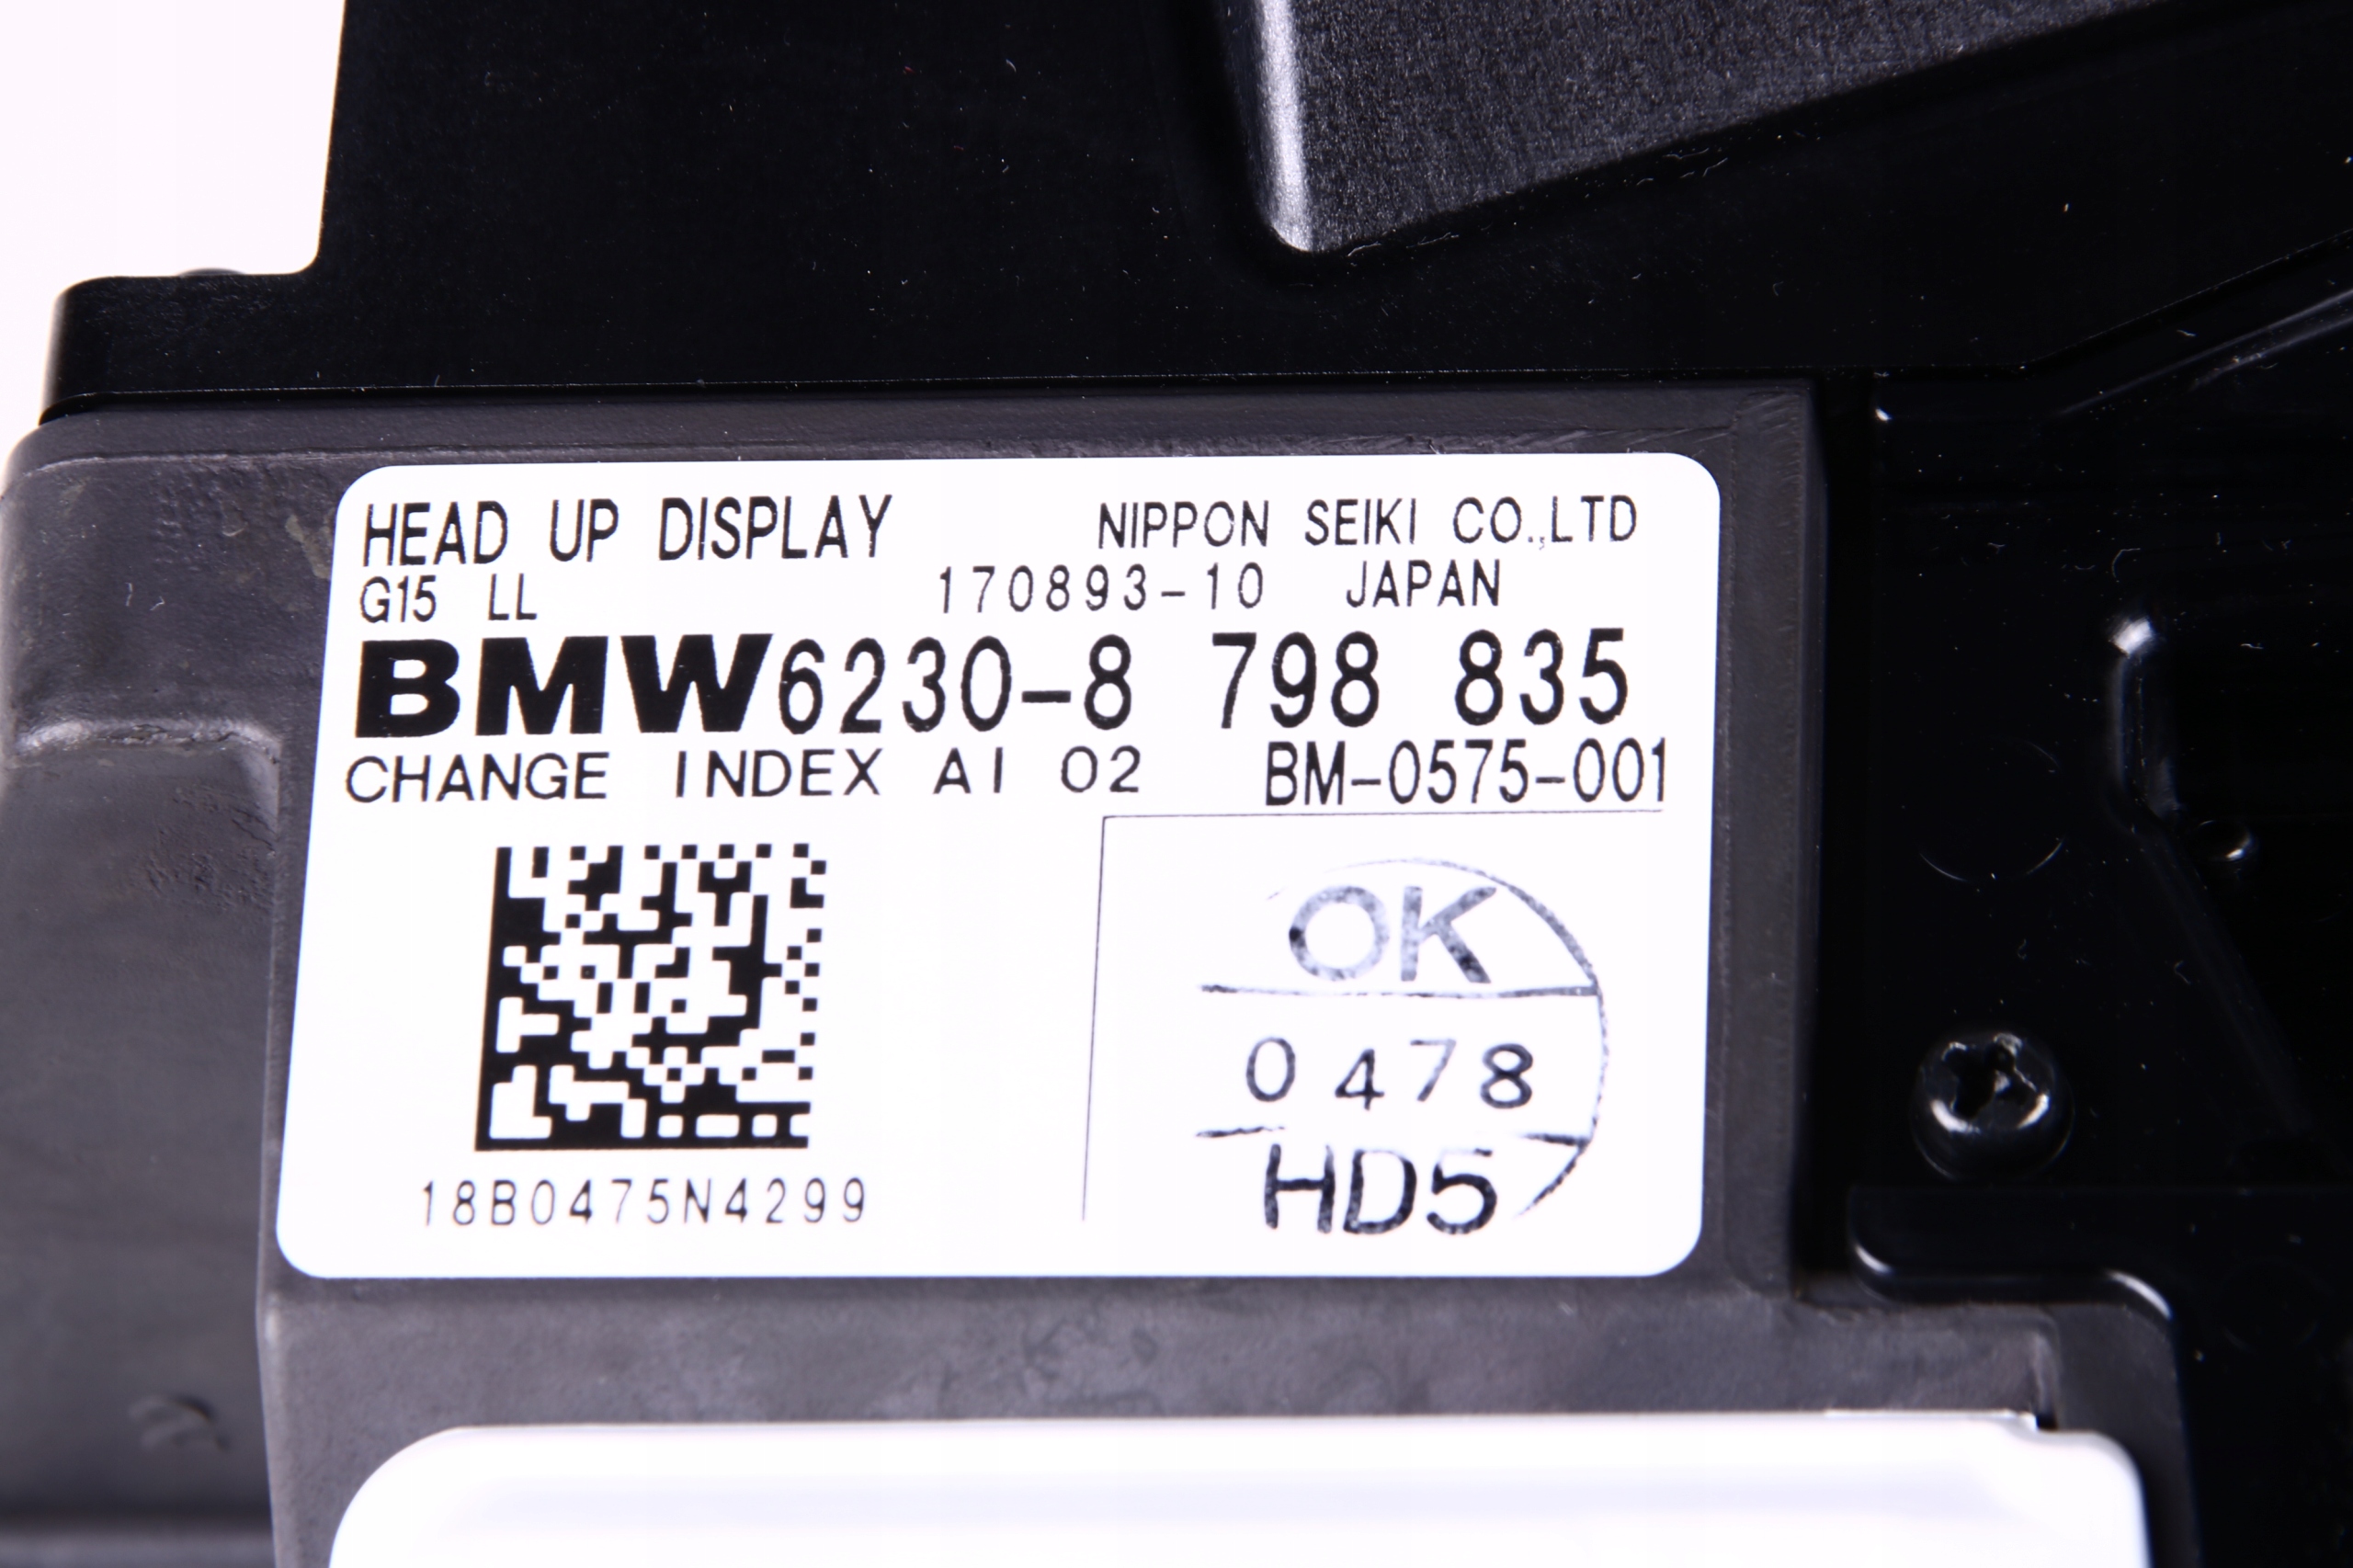 HEAD UP DISPLAY NIPPON SEIKI CO.,LTD
G15 LL 170893-10 JAPAN
BMW6230-8 798 835
CHANGE INDEX AI 02 BM-0575-001
OK
0478
HD5
18B0475N4299